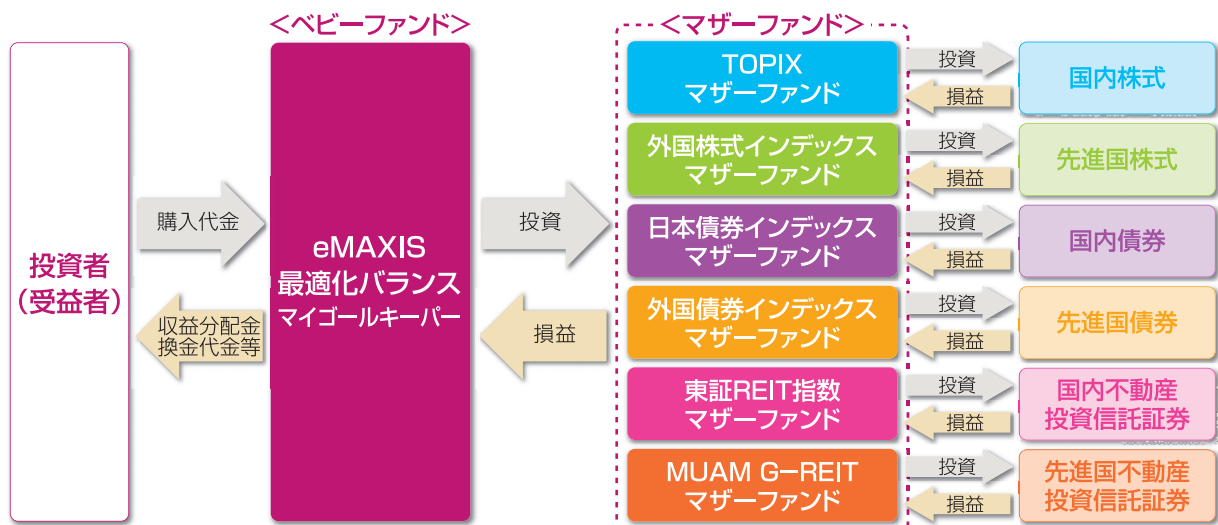 <ベビーファンド>
<マザーファンド>
投資者
(受益者)
購入代金
収益分配金
換金代金等
eMAXIS
最適化バランス
マイゴールキーパー
投資
損益
TOPIX
マザーファンド
投資
損益
国内株式
外国株式インデックス
マザーファンド
投資
損益
先進国株式
日本債券インデックス
マザーファンド
投資
損益
国内債券
外国債券インデックス
マザーファンド
投資
損益
先進国債券
東証REIT指数
マザーファンド
投資
損益
国内不動産
投資信託証券
MUAM G-REIT
マザーファンド
投資
損益
先進国不動産
投資信託証券